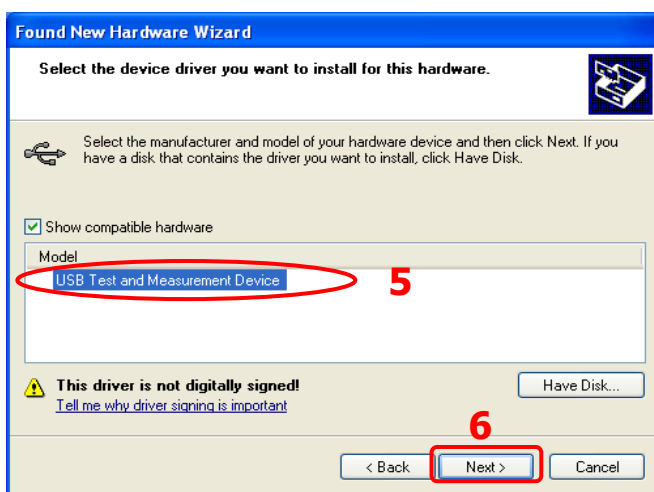 Found New Hardware Wizard
Select the device driver you want to install for this hardware.
Select the manufacturer and model of your hardware device and then click Next. If you
have a disk that contains the driver you want to install, click Have Disk.
Show compatible hardware
Model
USB Test and Measurement Device
5
This driver is not digitally signed!
Have Disk...
Tell me why driver signing is important
6
< Back
Next >
Cancel